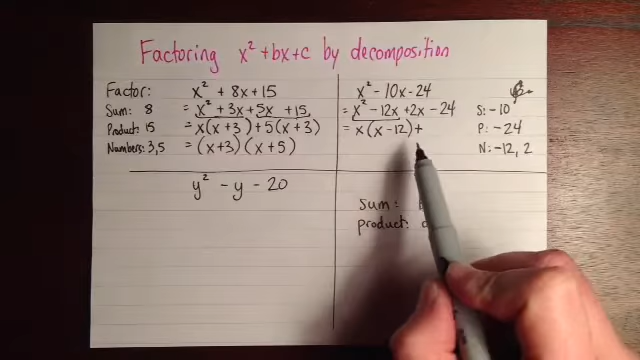 Factoring x² + bx + c by decomposition
Factor: x² + 8x + 15
Sum: 8 = x² + 3x + 5x + 15
Product: 15 = x(x + 3) + 5(x + 3)
Numbers: 3, 5 = (x + 3)(x + 5)
x² - 10x - 24
= x² - 12x + 2x - 24 S: -10
= x(x - 12) + P: -24
N: -12, 2
y² - y - 20
sum:
product: